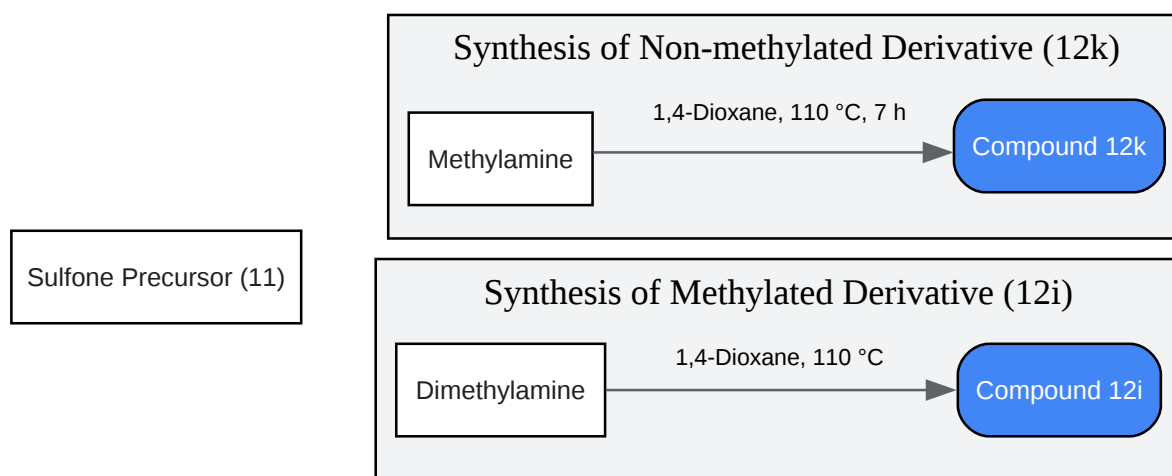 Synthesis of Non-methylated Derivative (12k)
1,4-Dioxane, 110 °C, 7 h
Methylamine
Compound 12k
Sulfone Precursor (11)
Synthesis of Methylated Derivative (12i)
1,4-Dioxane, 110 °C
Dimethylamine
Compound 12i